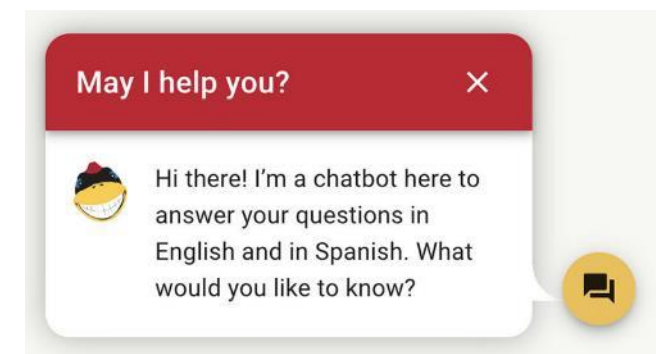 May I help you?
Hi there! I’m a chatbot here to
answer your questions in
English and in Spanish. What
would you like to know?